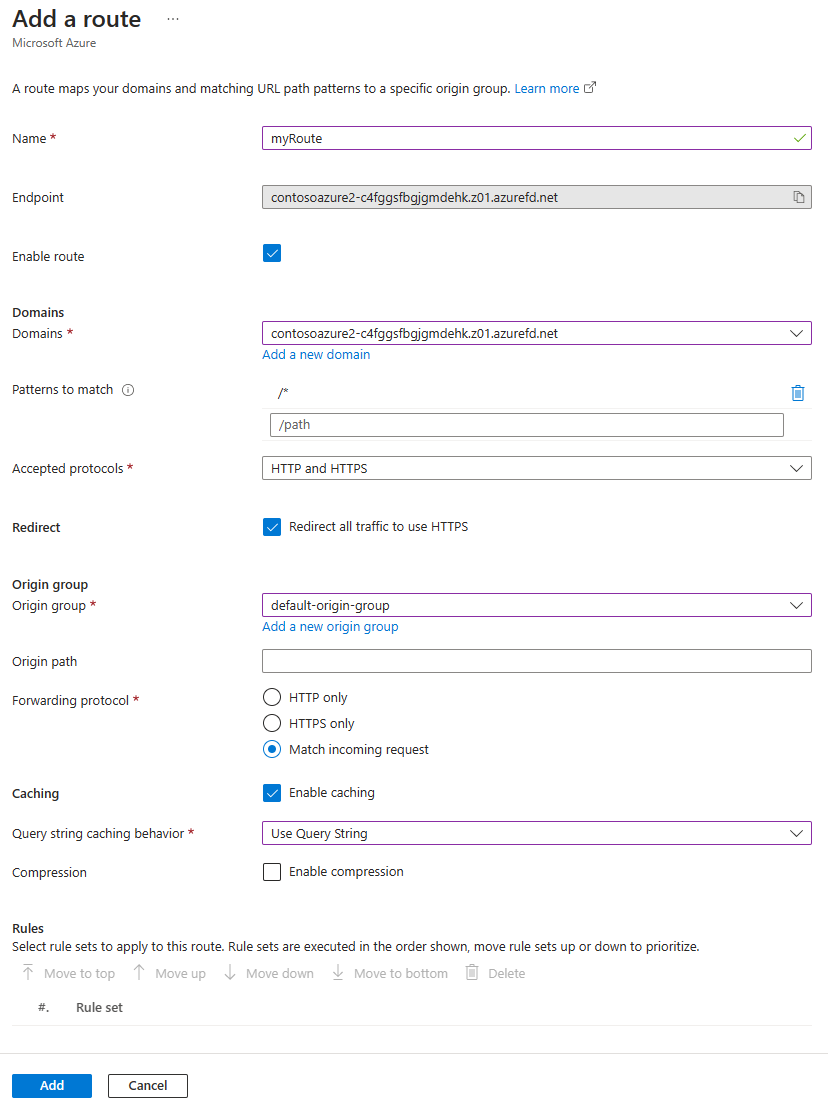 Add a route ...
Microsoft Azure
A route maps your domains and matching URL path patterns to a specific origin group. Learn more
Name * myRoute
Endpoint contosoazure2-c4fggsfbgjgmdehk.z01.azurefd.net
Enable route
Domains
Domains * contosoazure2-c4fggsfbgjgmdehk.z01.azurefd.net
Add a new domain
Patterns to match /*
/path
Accepted protocols * HTTP and HTTPS
Redirect Redirect all traffic to use HTTPS
Origin group
Origin group * default-origin-group
Add a new origin group
Origin path
Forwarding protocol * HTTP only
HTTPS only
Match incoming request
Caching Enable caching
Query string caching behavior * Use Query String
Compression Enable compression
Rules
Select rule sets to apply to this route. Rule sets are executed in the order shown, move rule sets up or down to prioritize.
Move to top Move up Move down Move to bottom Delete
#. Rule set
Add Cancel